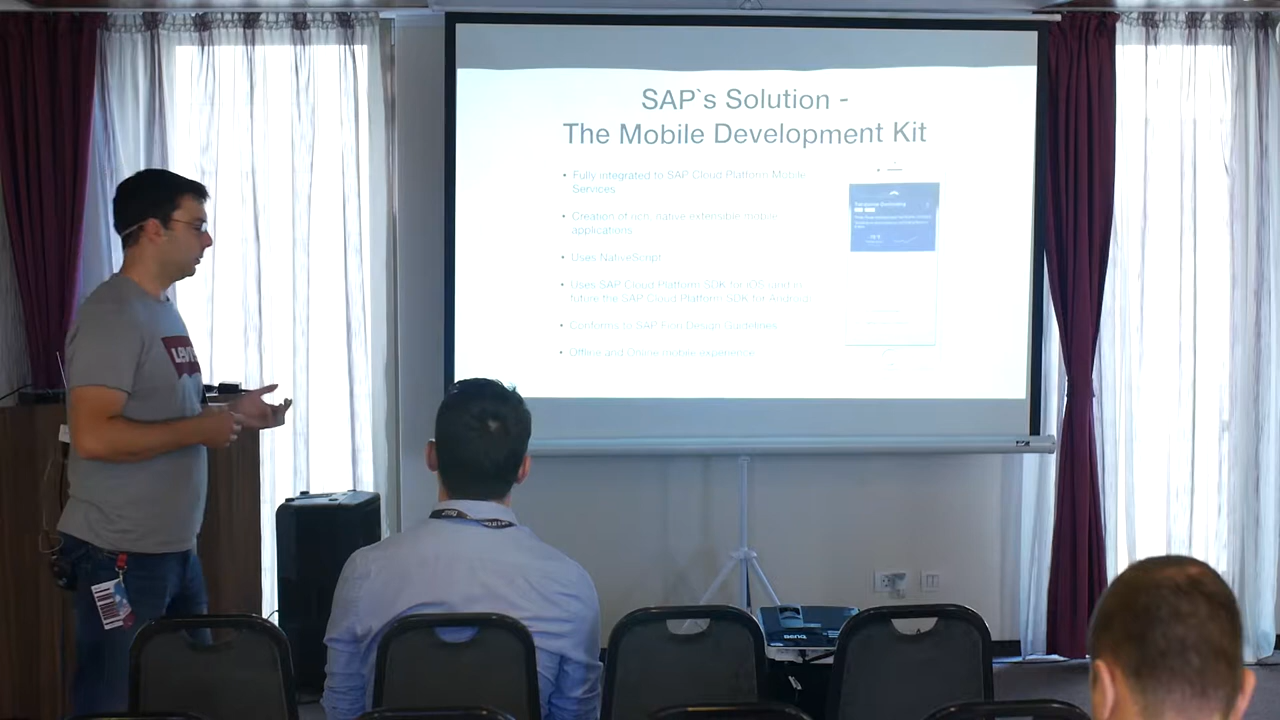 SAP`s Solution -
The Mobile Development Kit
• Fully integrated to SAP Cloud Platform Mobile
Services
• Creation of rich, native extensible mobile
applications
• Uses NativeScript
• Uses SAP Cloud Platform SDK for iOS (and in
future the SAP Cloud Platform SDK for Android)
• Conforms to SAP Fiori Design Guidelines
• Offline and Online mobile experience
LEVI'S
BenQ